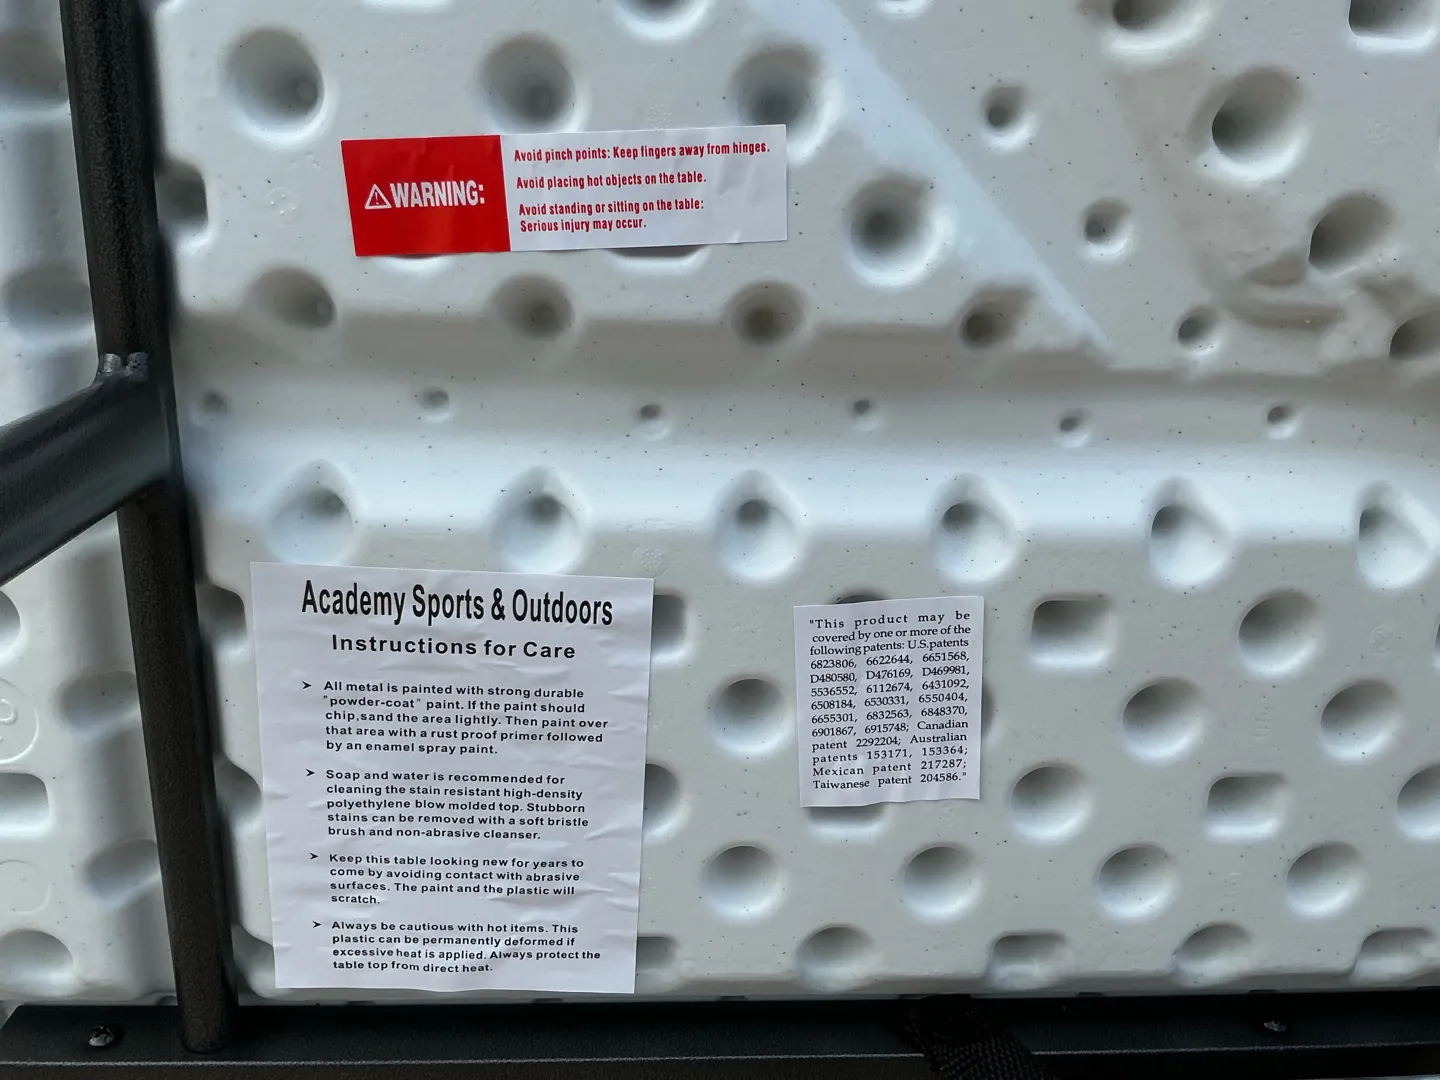 ⚠WARNING:
Avoid pinch points: Keep fingers away from hinges.
Avoid placing hot objects on the table.
Avoid standing or sitting on the table:
Serious injury may occur.
Academy Sports & Outdoors
Instructions for Care
➤ All metal is painted with strong durable
"powder-coat" paint. If the paint should
chip,sand the area lightly. Then paint over
that area with a rust proof primer followed
by an enamel spray paint.
➤ Soap and water is recommended for
cleaning the stain resistant high-density
polyethylene blow molded top. Stubborn
stains can be removed with a soft bristle
brush and non-abrasive cleanser.
➤ Keep this table looking new for years to
come by avoiding contact with abrasive
surfaces. The paint and the plastic will
scratch.
➤ Always be cautious with hot items. This
plastic can be permanently deformed if
excessive heat is applied. Always protect the
table top from direct heat.
"This product may be
covered by one or more of the
following patents: U.S.patents
6823806, 6622644, 6651568,
D480580, D476169, D469981,
5536552, 6112674, 6431092,
6508184, 6530331, 6550404,
6655301, 6832563, 6848370,
6901867, 6915748; Canadian
patent 2292204; Australian
patents 153171, 153364;
Mexican patent 217287;
Taiwanese patent 204586."